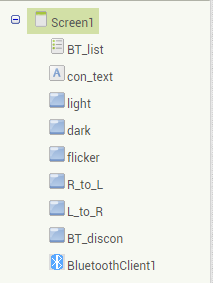 Screen1
BT_list
A con_text
light
dark
flicker
R_to_L
L_to_R
BT_discon
BluetoothClient1